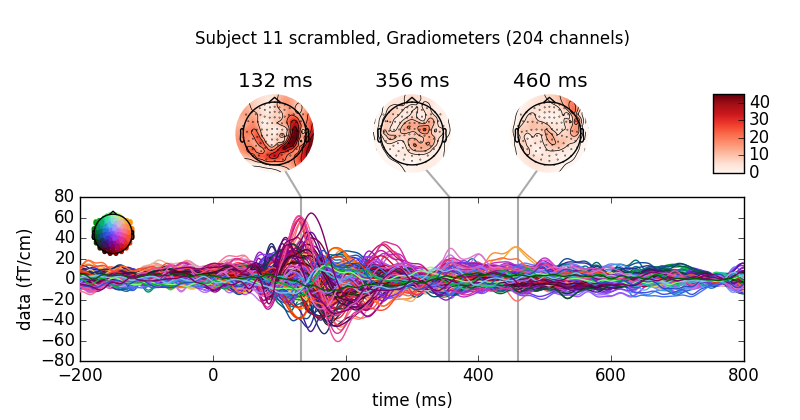 Subject 11 scrambled, Gradiometers (204 channels)
132 ms 356 ms 460 ms
40
30
20
10
0
data (fT/cm)
80
60
40
20
0
−20
−40
−60
−80
−200 0 200 400 600 800
time (ms)